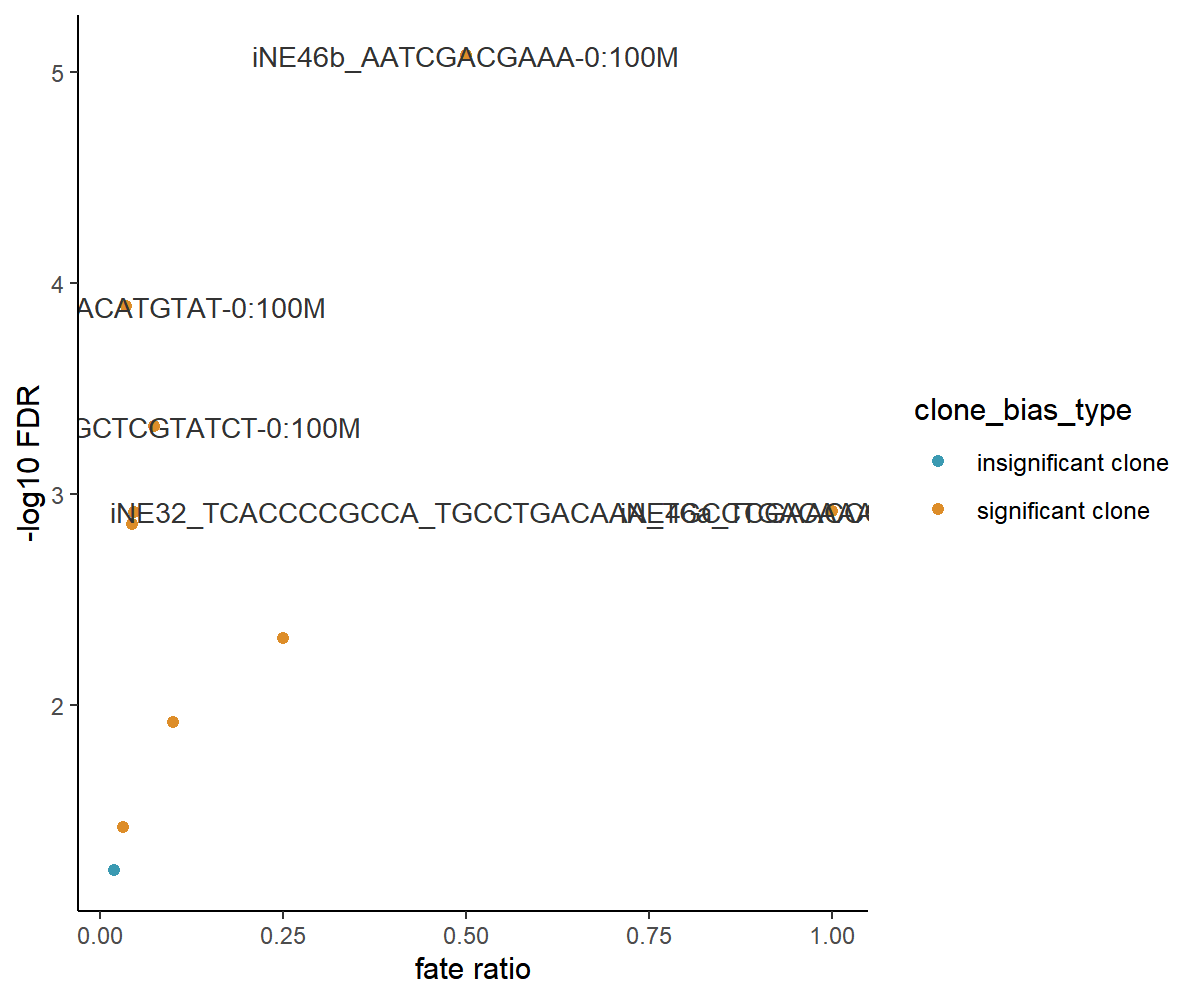 iNE46b_AATCGACGAAA-0:100M
5
4
ACATGTAT-0:100M
GCTCGTATCT-0:100M
3
iNE32_TCACCCCGCCA_TGCCTGACAAA
2
-log10 FDR
0.00 0.25 0.50 0.75 1.00
fate ratio
clone_bias_type
insignificant clone
significant clone